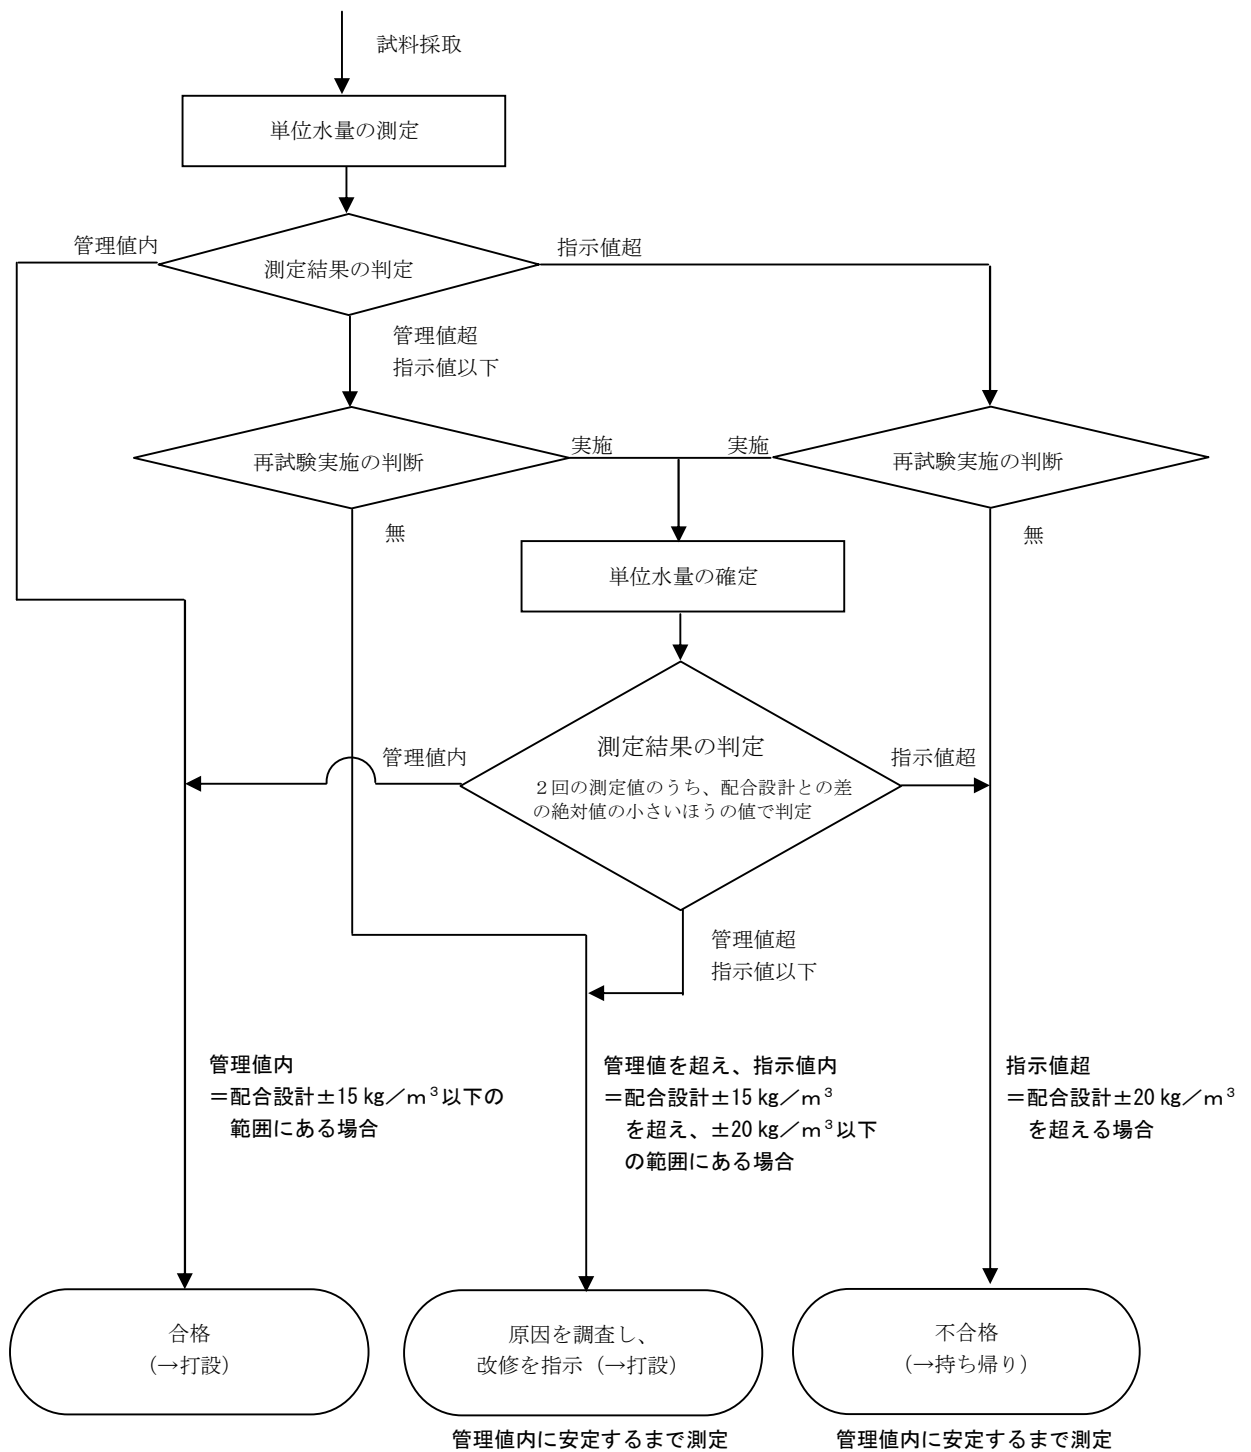 試料採取
単位水量の測定
管理値内
測定結果の判定
指示値超
管理値超
指示値以下
再試験実施の判断
実施
実施
再試験実施の判断
無
無
単位水量の確定
管理値内
測定結果の判定
指示値超
２回の測定値のうち、配合設計との差
の絶対値の小さいほうの値で判定
管理値超
指示値以下
管理値内
＝配合設計±15 kg／ｍ³以下の
範囲にある場合
管理値を超え、指示値内
＝配合設計±15 kg／ｍ³
を超え、±20 kg／ｍ³以下
の範囲にある場合
指示値超
＝配合設計±20 kg／ｍ³
を超える場合
合格
（→打設）
原因を調査し、
改修を指示（→打設）
不合格
（→持ち帰り）
管理値内に安定するまで測定
管理値内に安定するまで測定